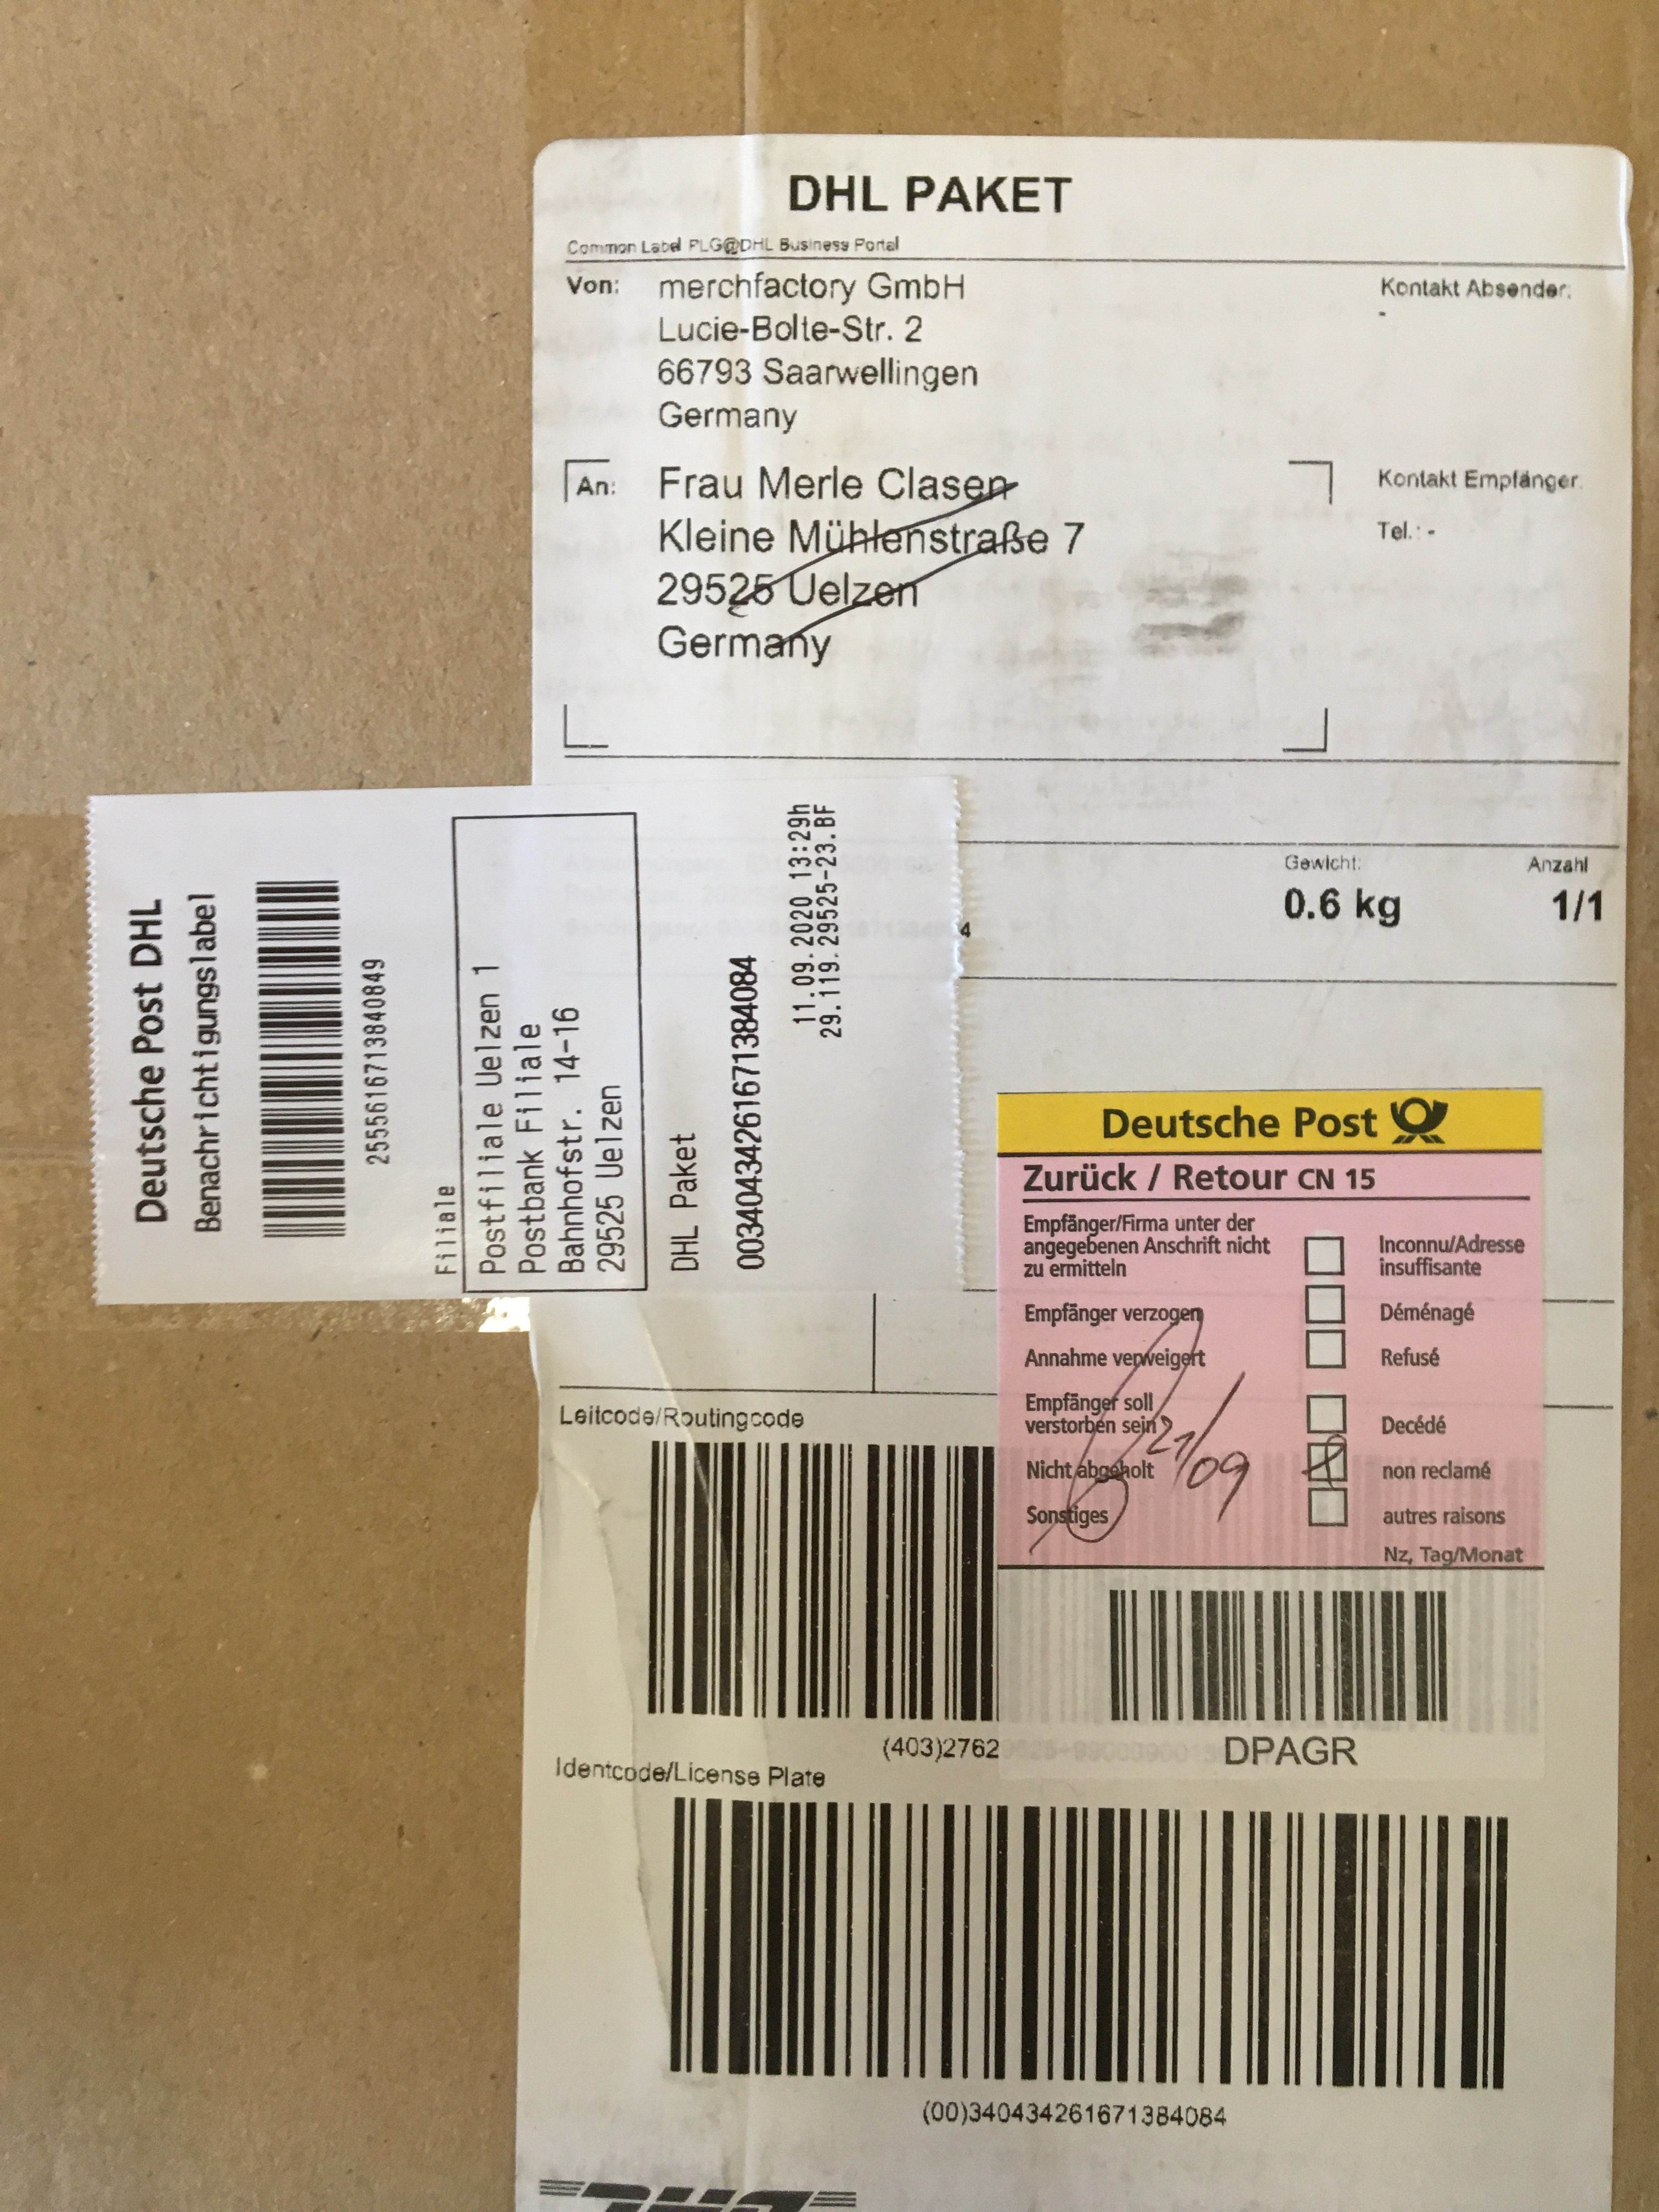 DHL PAKET
Common Label PLG@DHL Business Portal
Von: merchfactory GmbH
Lucie-Bolte-Str. 2
66793 Saarwellingen
Germany
Kontakt Absender:
-
An: Frau Merle Clasen
Kleine Mühlenstraße 7
29525 Uelzen
Germany
Kontakt Empfänger
Tel.: -
Gewicht:
0.6 kg
Anzahl
1/1
4
Deutsche Post DHL
Benachrichtigungslabel
2555616713840849
Filiale
Postfiliale Uelzen 1
Postbank Filiale
Bahnhofstr. 14-16
29525 Uelzen
DHL Paket
00340434261671384084
11.09.2020 13:29h
29.119.29525-23.BF
Deutsche Post
Zurück / Retour CN 15
Empfänger/Firma unter der
angegebenen Anschrift nicht
zu ermitteln
Inconnu/Adresse
insuffisante
Empfänger verzogen
Déménagé
Annahme verweigert
Refusé
Empfänger soll
verstorben sein
Décédé
Nicht abgeholt
non reclamé
Sonstiges
autres raisons
21/09
Nz, Tag/Monat
DPAGR
Leitcode/Routingcode
(403)2762
Identcode/License Plate
(00)340434261671384084
DHL